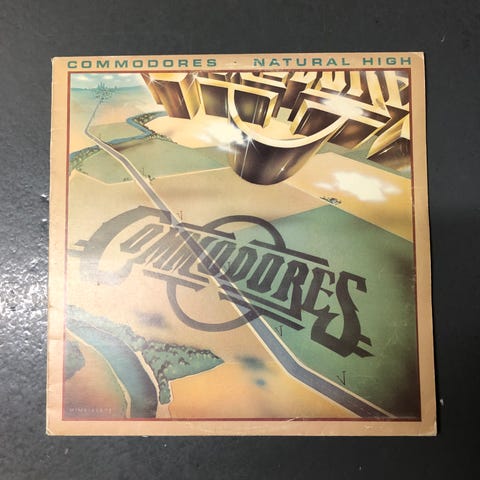 COMMODORES · NATURAL HIGH
COMMODORES